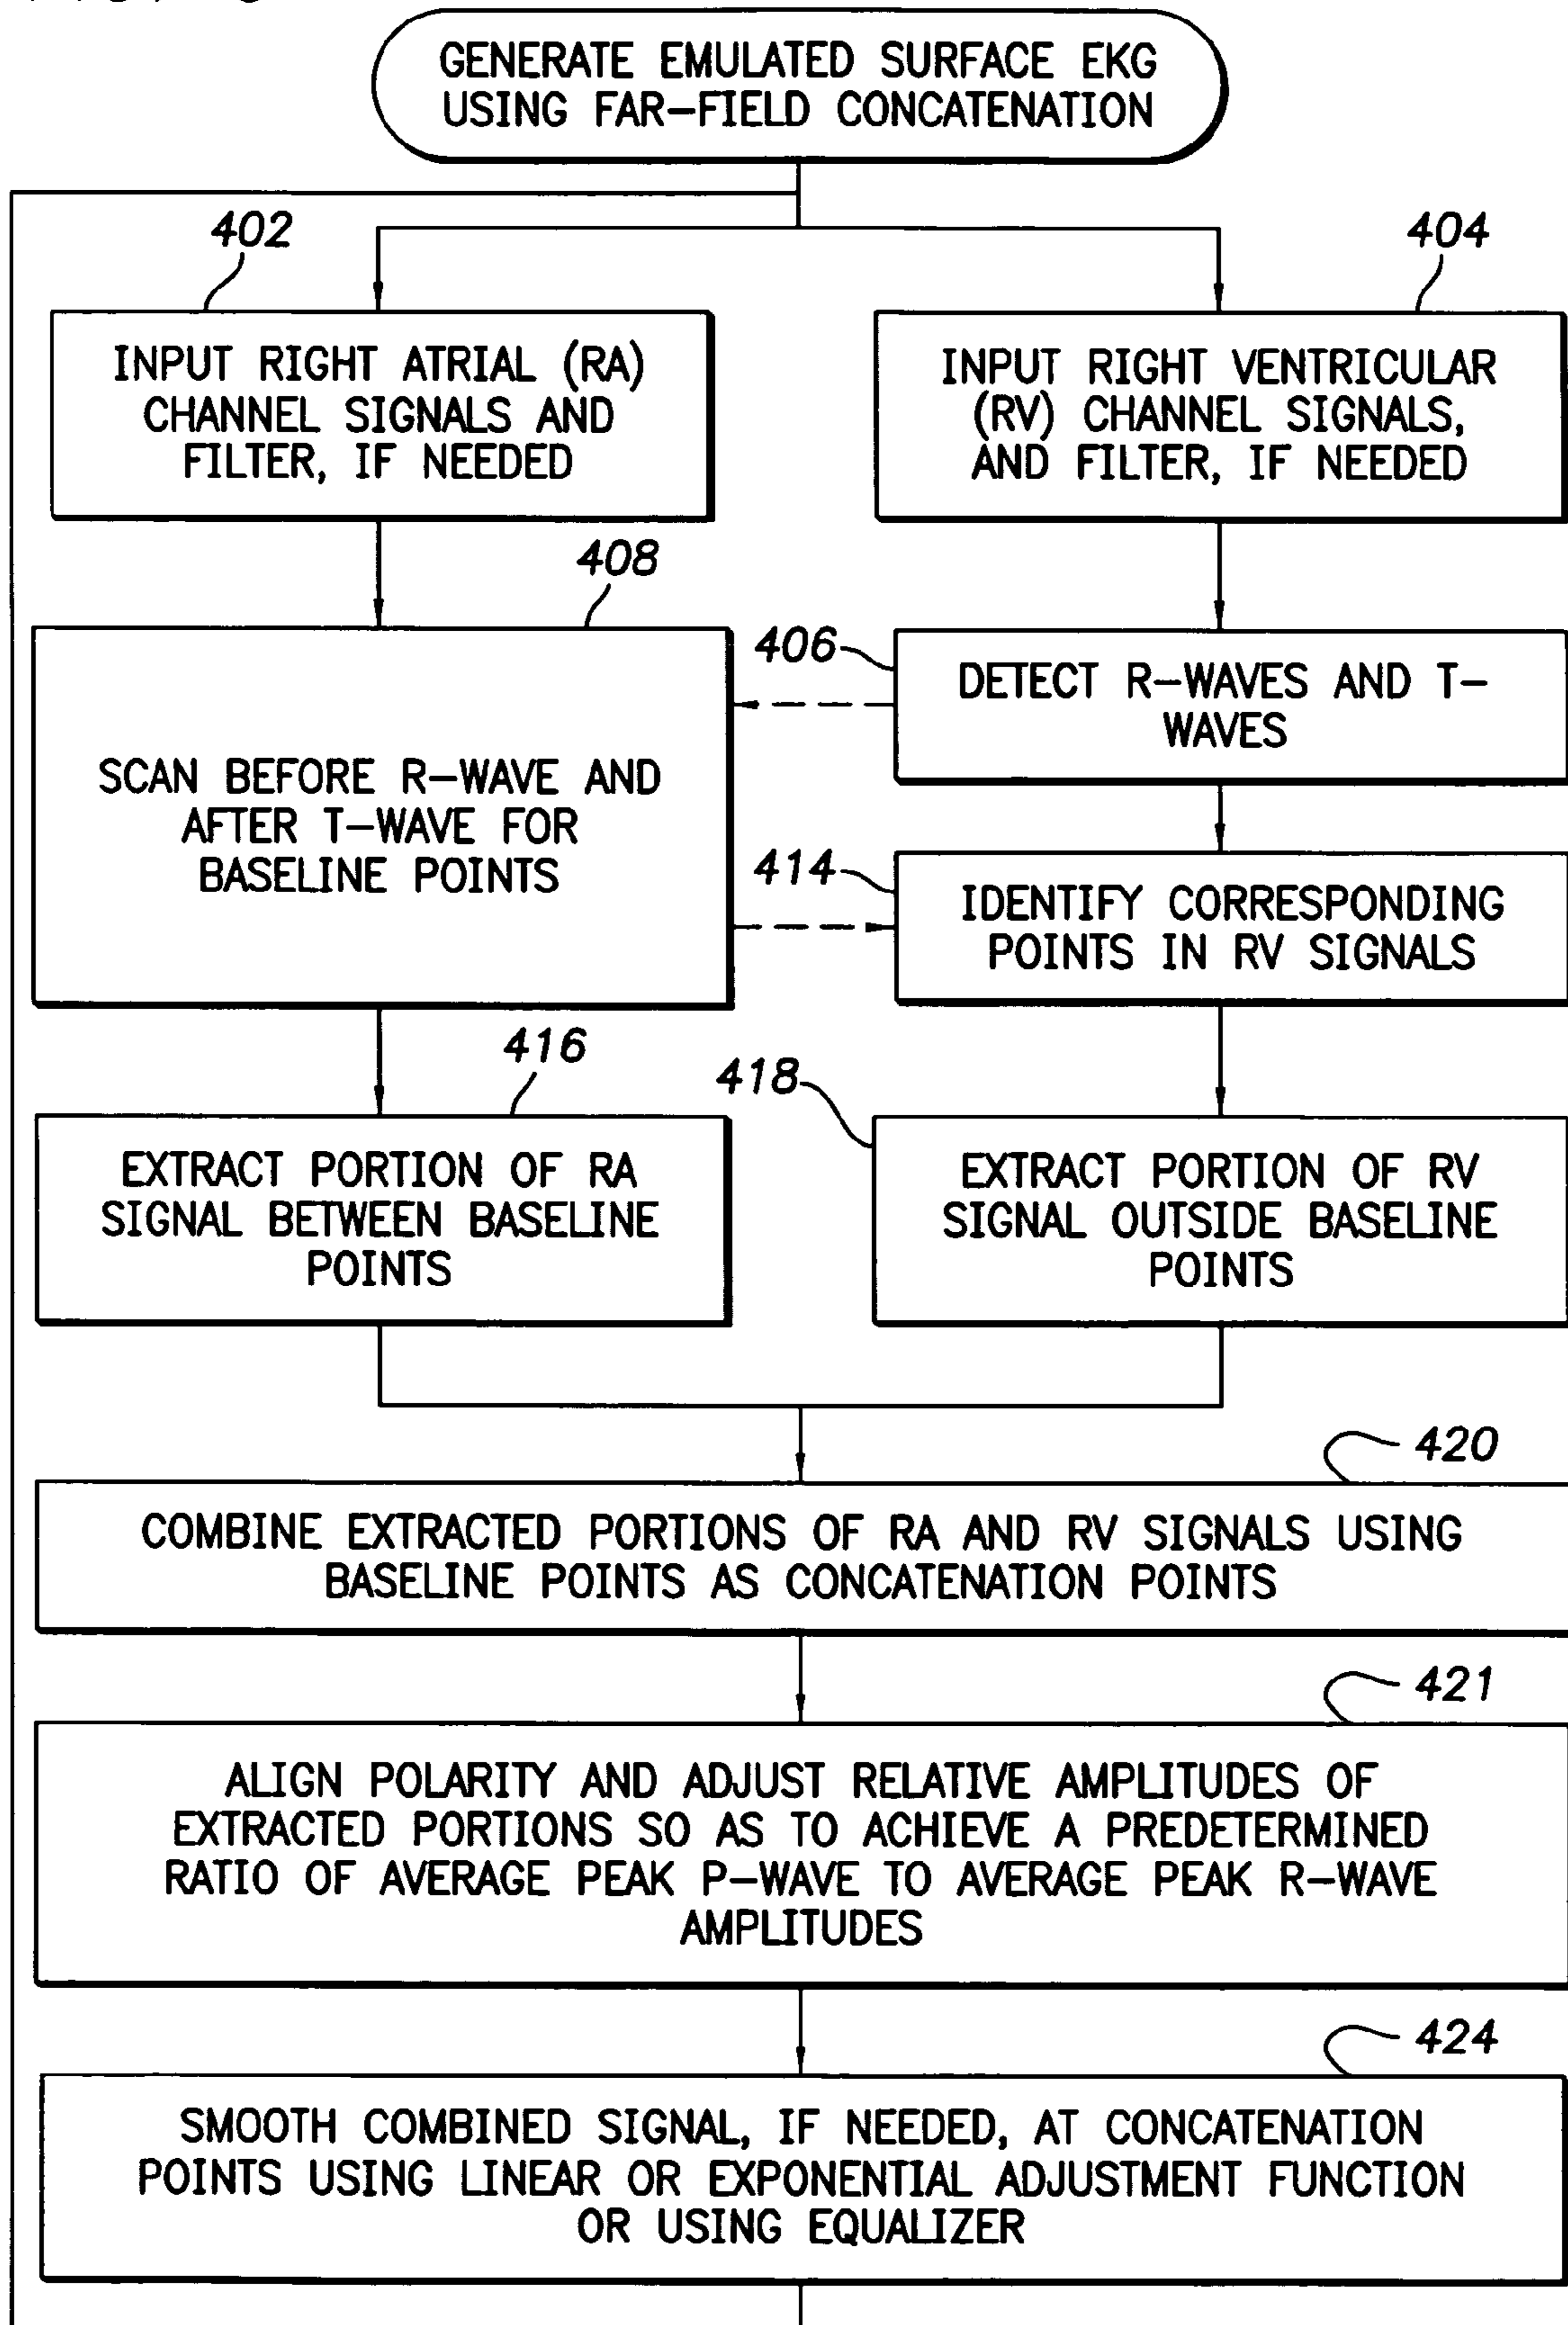 GENERATE EMULATED SURFACE EKG
USING FAR-FIELD CONCATENATION
402
404
INPUT RIGHT ATRIAL (RA)
CHANNEL SIGNALS AND
FILTER, IF NEEDED
INPUT RIGHT VENTRICULAR
(RV) CHANNEL SIGNALS,
AND FILTER, IF NEEDED
408
406
SCAN BEFORE R-WAVE AND
AFTER T-WAVE FOR
BASELINE POINTS
DETECT R-WAVES AND T-
WAVES
414
IDENTIFY CORRESPONDING
POINTS IN RV SIGNALS
416
418
EXTRACT PORTION OF RA
SIGNAL BETWEEN BASELINE
POINTS
EXTRACT PORTION OF RV
SIGNAL OUTSIDE BASELINE
POINTS
420
COMBINE EXTRACTED PORTIONS OF RA AND RV SIGNALS USING
BASELINE POINTS AS CONCATENATION POINTS
421
ALIGN POLARITY AND ADJUST RELATIVE AMPLITUDES OF
EXTRACTED PORTIONS SO AS TO ACHIEVE A PREDETERMINED
RATIO OF AVERAGE PEAK P-WAVE TO AVERAGE PEAK R-WAVE
AMPLITUDES
424
SMOOTH COMBINED SIGNAL, IF NEEDED, AT CONCATENATION
POINTS USING LINEAR OR EXPONENTIAL ADJUSTMENT FUNCTION
OR USING EQUALIZER